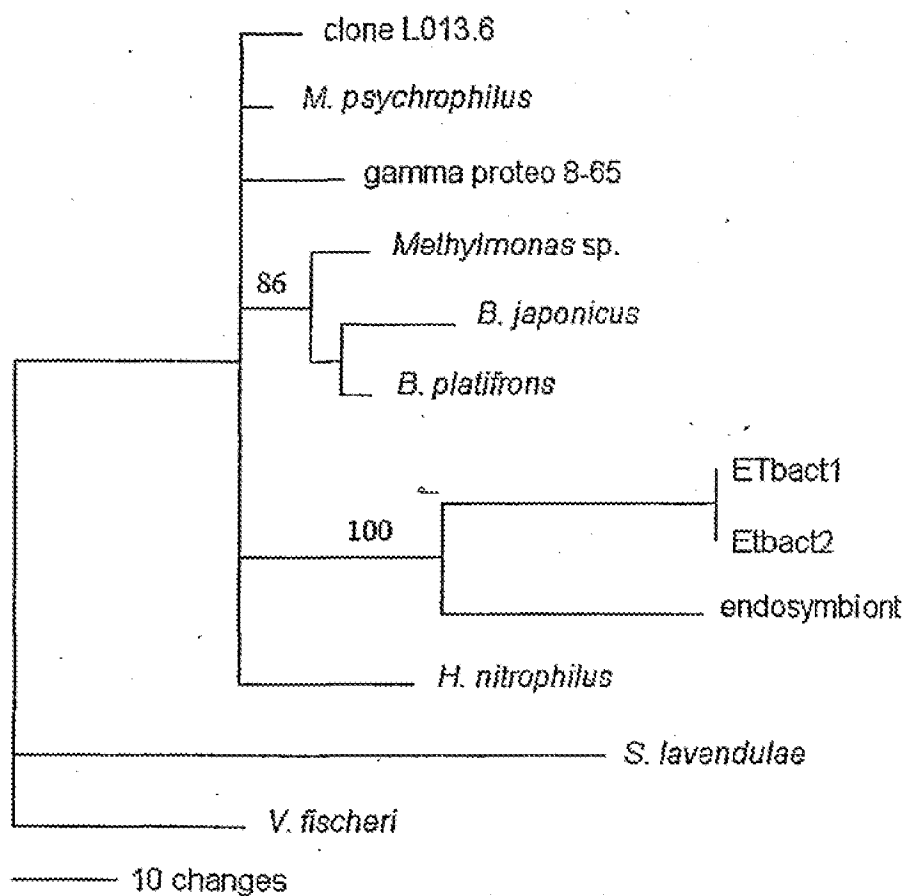 clone L013.6
M. psychrophilus
gamma proteo 8-65
Methylmonas sp.
86
B. japonicus
B. platifrons
ETbact1
100
Etbact2
endosymbiont
H. nitrophilus
S. lavendulae
V. fischeri
10 changes